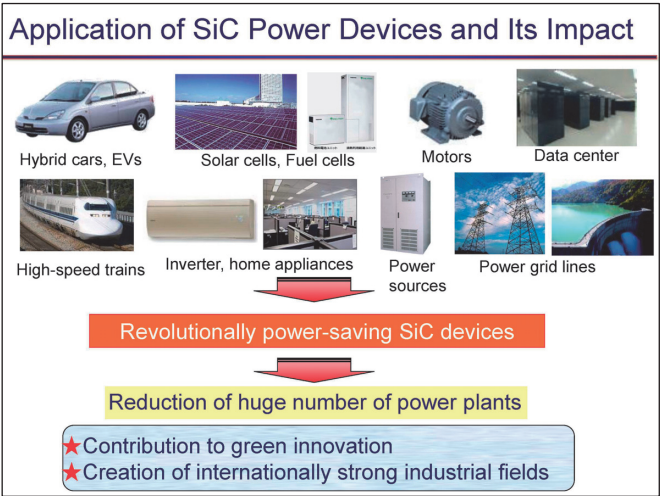 Application of SiC Power Devices and Its Impact
Hybrid cars, EVs
Solar cells, Fuel cells
Motors
Data center
High-speed trains
Inverter, home appliances
Power
sources
Power grid lines
Revolutionally power-saving SiC devices
Reduction of huge number of power plants
★Contribution to green innovation
★Creation of internationally strong industrial fields